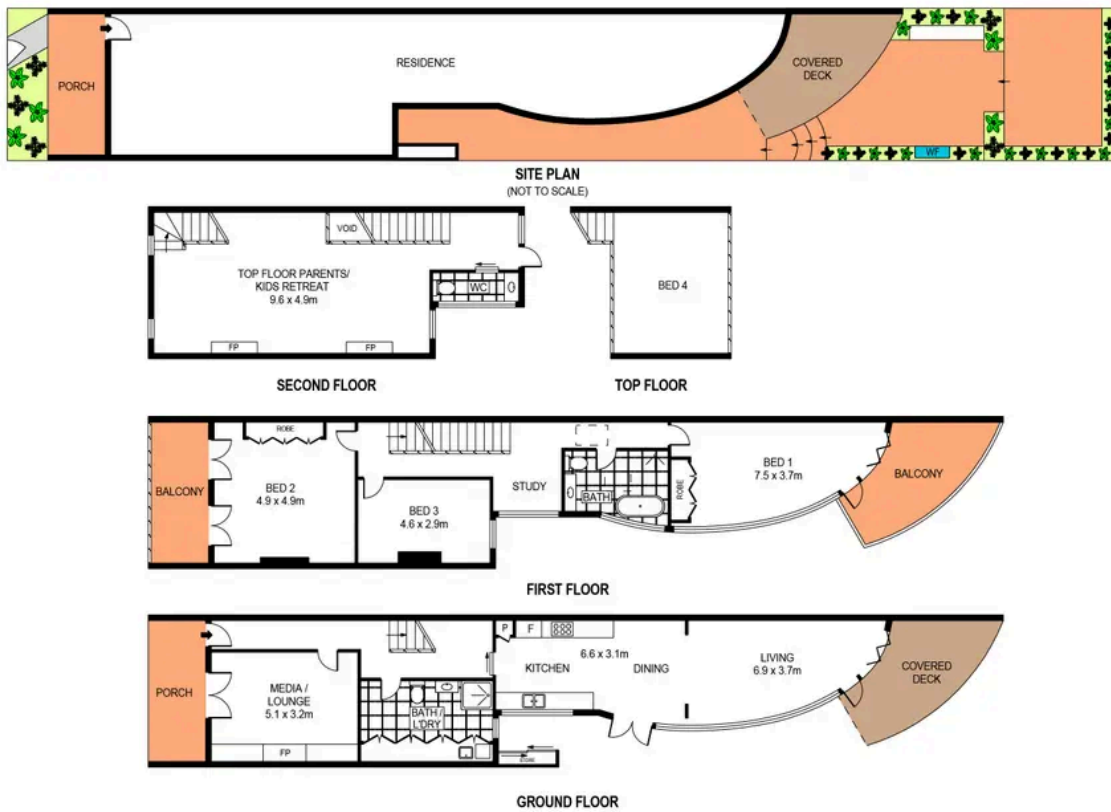 PORCH
RESIDENCE
COVERED
DECK
WF
SITE PLAN
(NOT TO SCALE)
VOID
TOP FLOOR PARENTS/
KIDS RETREAT
9.6 x 4.9m
WC
FP
FP
BED 4
SECOND FLOOR
TOP FLOOR
BALCONY
ROBE
BED 2
4.9 x 4.9m
BED 3
4.6 x 2.9m
STUDY
BATH
ROBE
BED 1
7.5 x 3.7m
BALCONY
FIRST FLOOR
PORCH
MEDIA /
LOUNGE
5.1 x 3.2m
FP
BATH /
L'DRY
P
F
6.6 x 3.1m
KITCHEN
DINING
STORE
LIVING
6.9 x 3.7m
COVERED
DECK
GROUND FLOOR